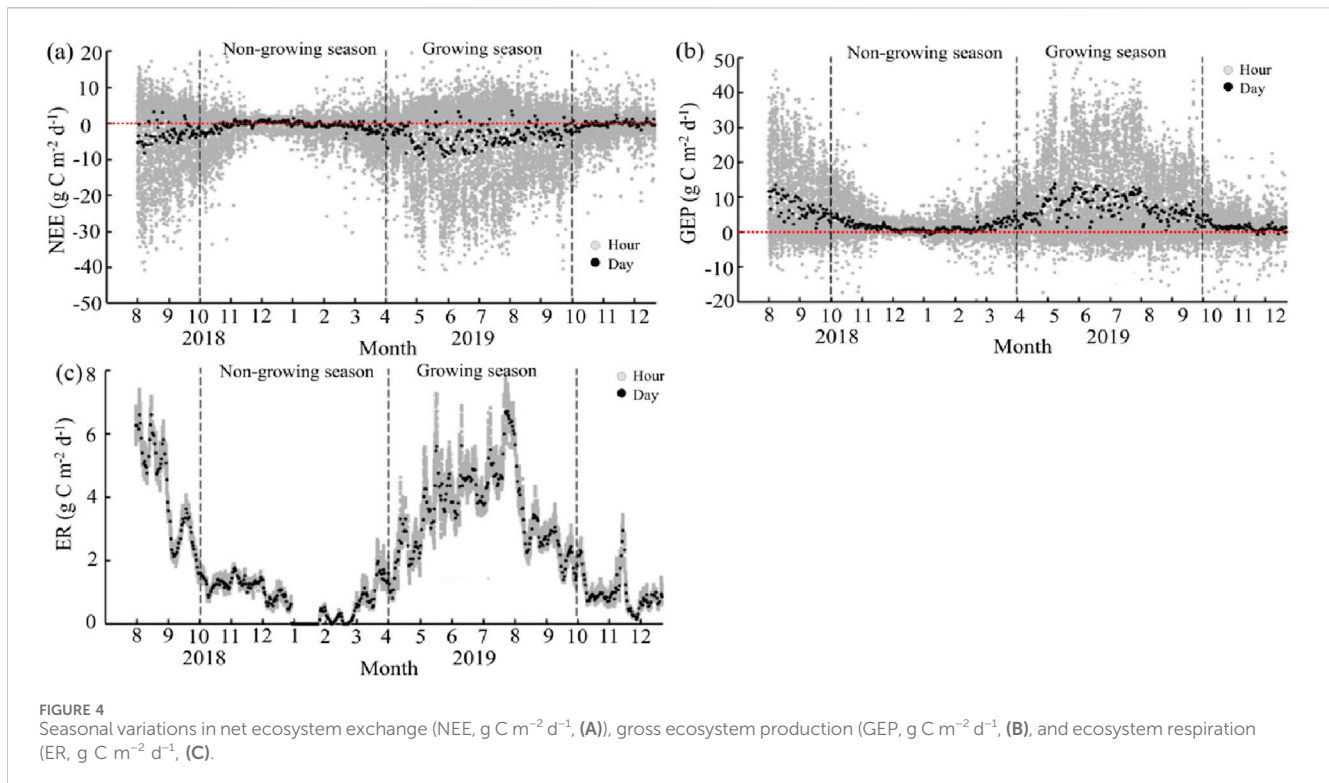 (a)
Non-growing season
Growing season
20
10
0
-10
-20
-30
-40
-50
NEE (g C m⁻² d⁻¹)
Hour
Day
8 9 10 11 12 1 2 3 4 5 6 7 8 9 10 11 12
2018 2019
Month
(b)
Non-growing season
Growing season
50
40
30
20
10
0
-10
-20
GEP (g C m⁻² d⁻¹)
Hour
Day
8 9 10 11 12 1 2 3 4 5 6 7 8 9 10 11 12
2018 2019
Month
(c)
Non-growing season
Growing season
8
6
4
2
0
ER (g C m⁻² d⁻¹)
Hour
Day
8 9 10 11 12 1 2 3 4 5 6 7 8 9 10 11 12
2018 2019
Month
FIGURE 4
Seasonal variations in net ecosystem exchange (NEE, g C m⁻² d⁻¹, (A)), gross ecosystem production (GEP, g C m⁻² d⁻¹, (B), and ecosystem respiration
(ER, g C m⁻² d⁻¹, (C).